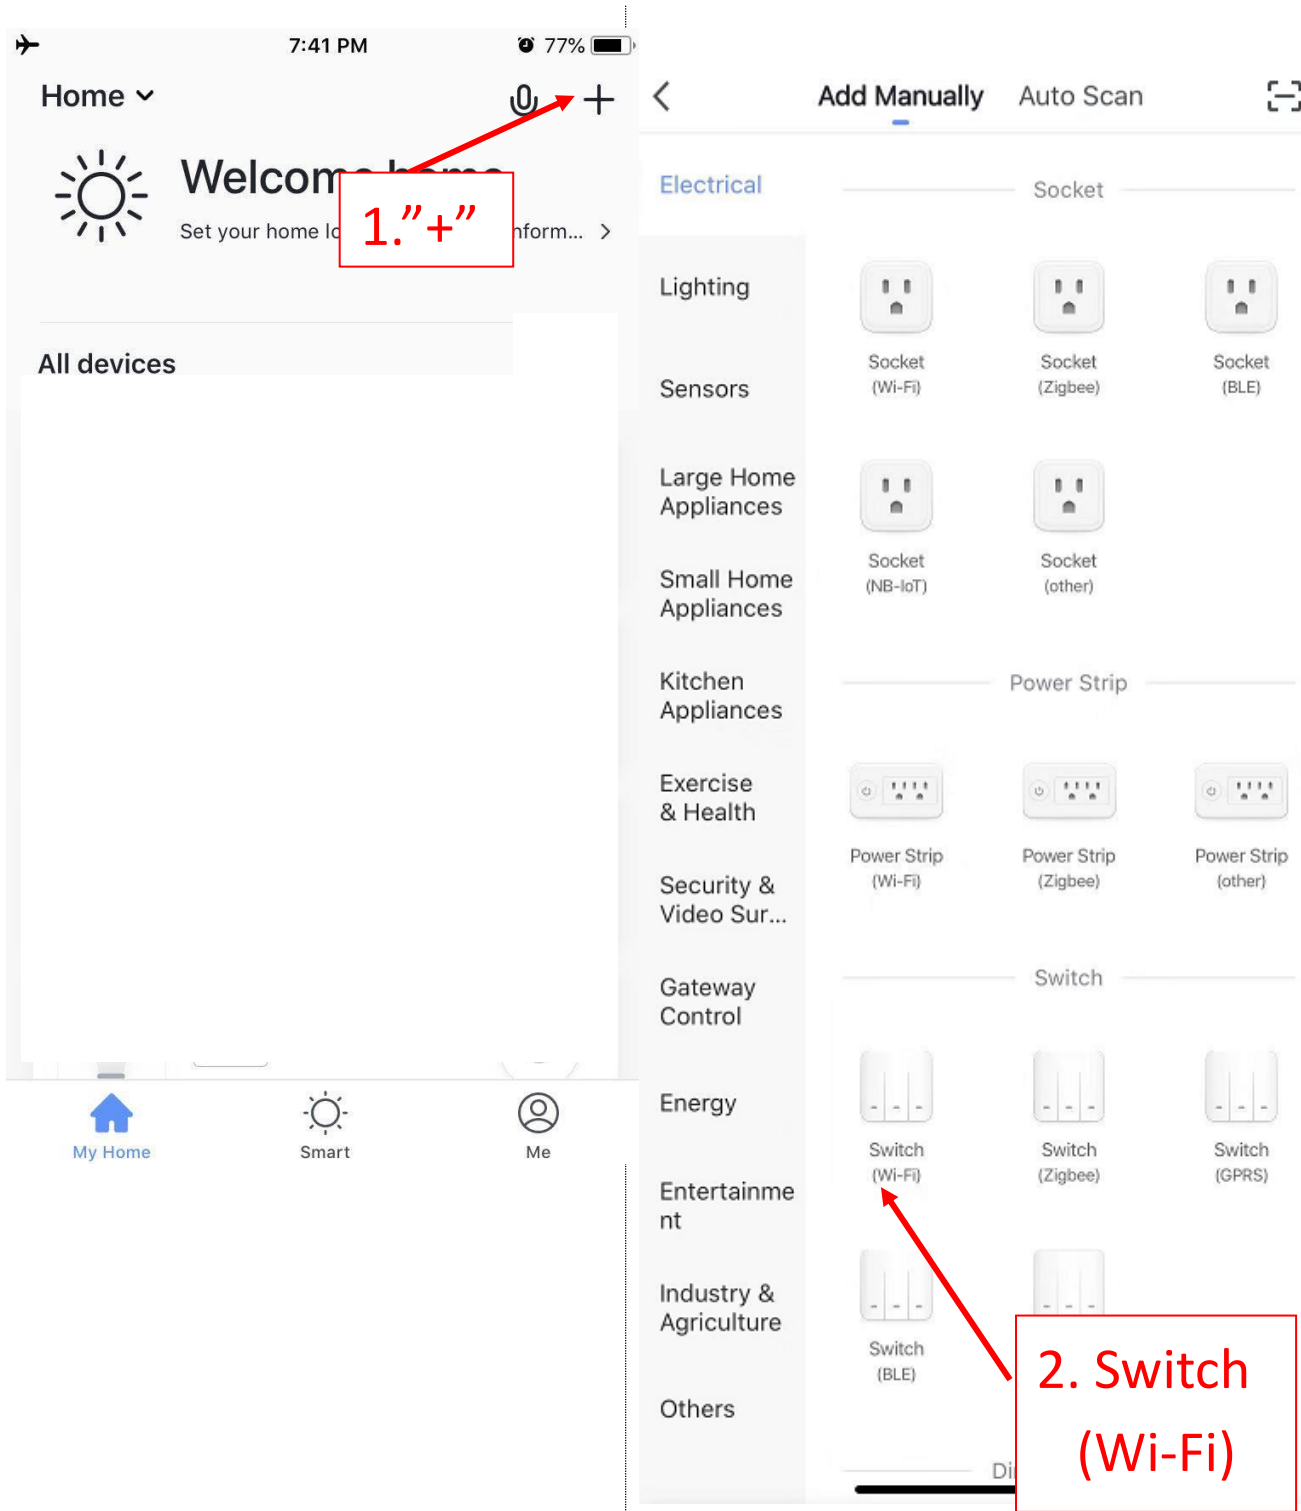 7:41 PM
77%
Home
Welcome home
Set your home lo
nform...
1.”+”
All devices
My Home
Smart
Me
Add Manually
Auto Scan
Electrical
Lighting
Sensors
Large Home
Appliances
Small Home
Appliances
Kitchen
Appliances
Exercise
& Health
Security &
Video Sur...
Gateway
Control
Energy
Entertainme
nt
Industry &
Agriculture
Others
Socket
Socket
(Wi-Fi)
Socket
(Zigbee)
Socket
(BLE)
Socket
(NB-IoT)
Socket
(other)
Power Strip
Power Strip
(Wi-Fi)
Power Strip
(Zigbee)
Power Strip
(other)
Switch
Switch
(Wi-Fi)
Switch
(Zigbee)
Switch
(GPRS)
Switch
(BLE)
2. Switch
(Wi-Fi)